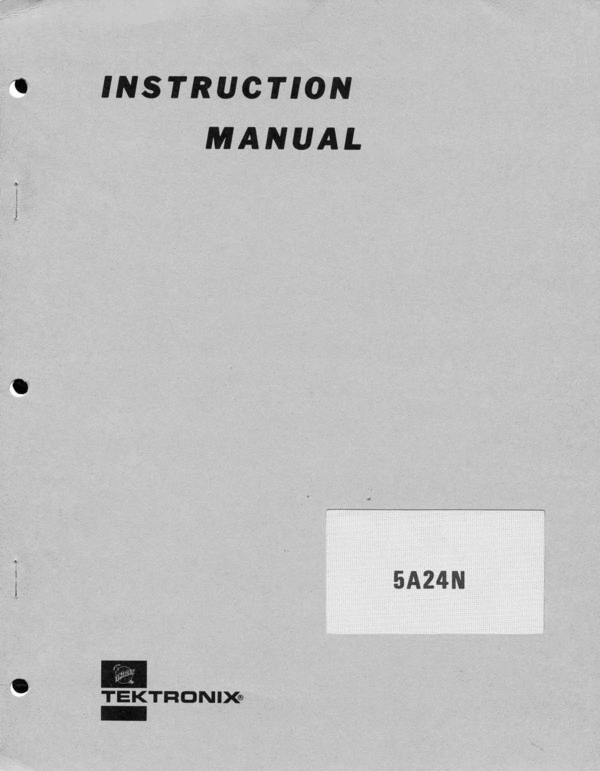 INSTRUCTION
MANUAL
5A24N
TEKTRONIX®